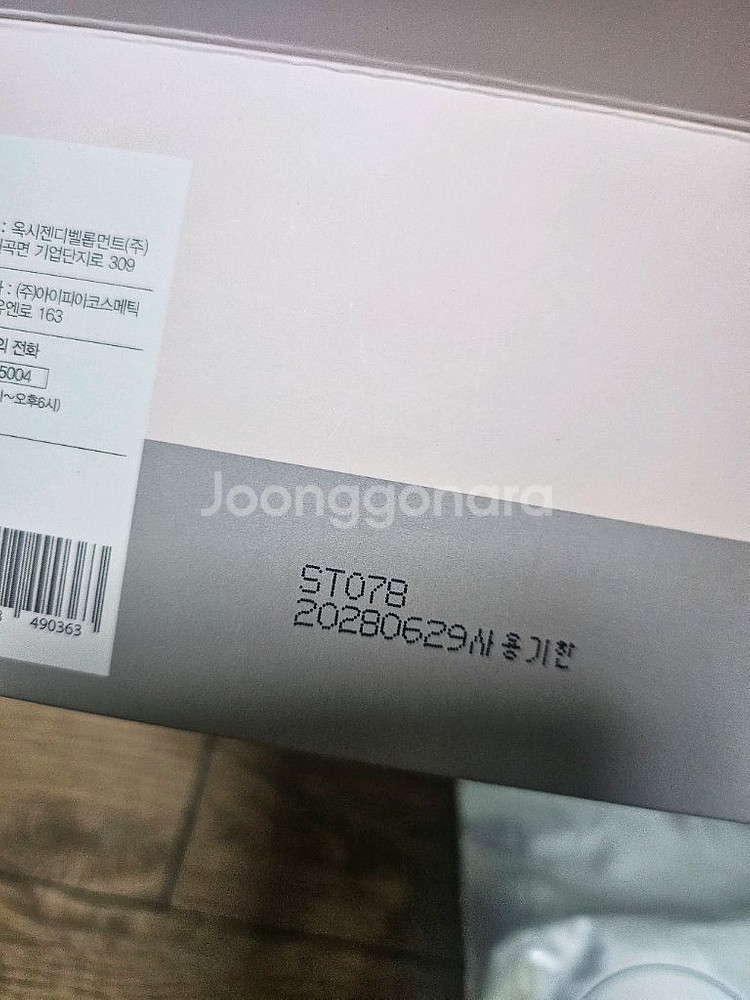 : 옥시젠디벨롭먼트(주)
곡면 기업단지로 309
: (주)아이피아이코스메틱
엔로 163
전화
5004
~오후6시)
490363
Joonggonara
ST078
20280629사용기한